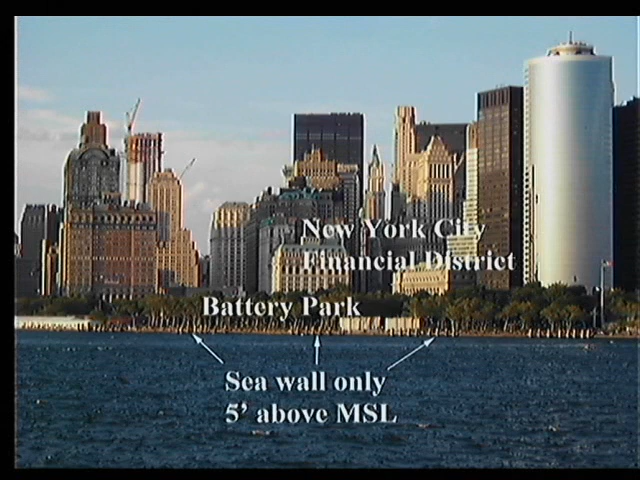 New York City
Financial District
Battery Park
Sea wall only
5’ above MSL